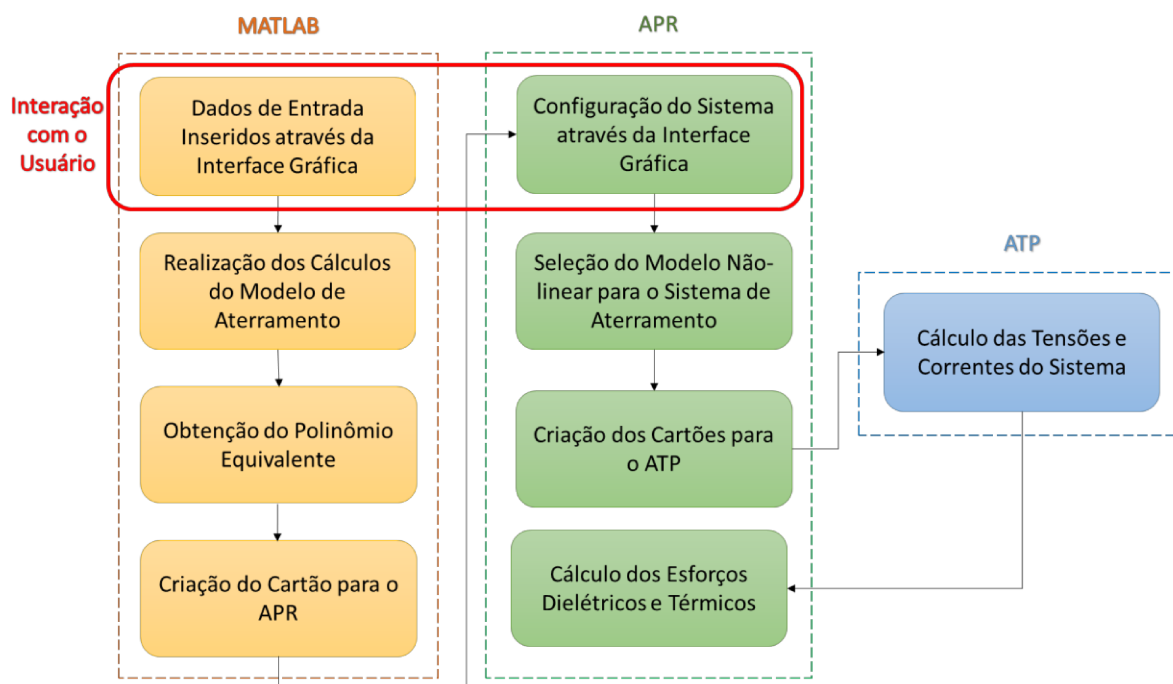 MATLAB
APR
Interação
com o
Usuário
Dados de Entrada
Inseridos através da
Interface Gráfica
Configuração do Sistema
através da Interface
Gráfica
Realização dos Cálculos
do Modelo de
Aterramento
Seleção do Modelo Não-
linear para o Sistema de
Aterramento
ATP
Cálculo das Tensões e
Correntes do Sistema
Obtenção do Polinômio
Equivalente
Criação dos Cartões para
o ATP
Criação do Cartão para o
APR
Cálculo dos Esforços
Dielétricos e Térmicos